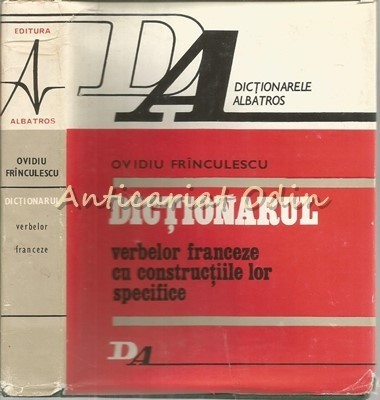 EDITURA
ALBATROS
OVIDIU
FRÎNCULESCU
DICȚIONARUL
verbelor
franceze
DA
DICȚIONARELE
ALBATROS
OVIDIU FRÎNCULESCU
Anticariat Odin
DICȚIONARUL
verbelor franceze
cu construcțiile lor
specifice
DA